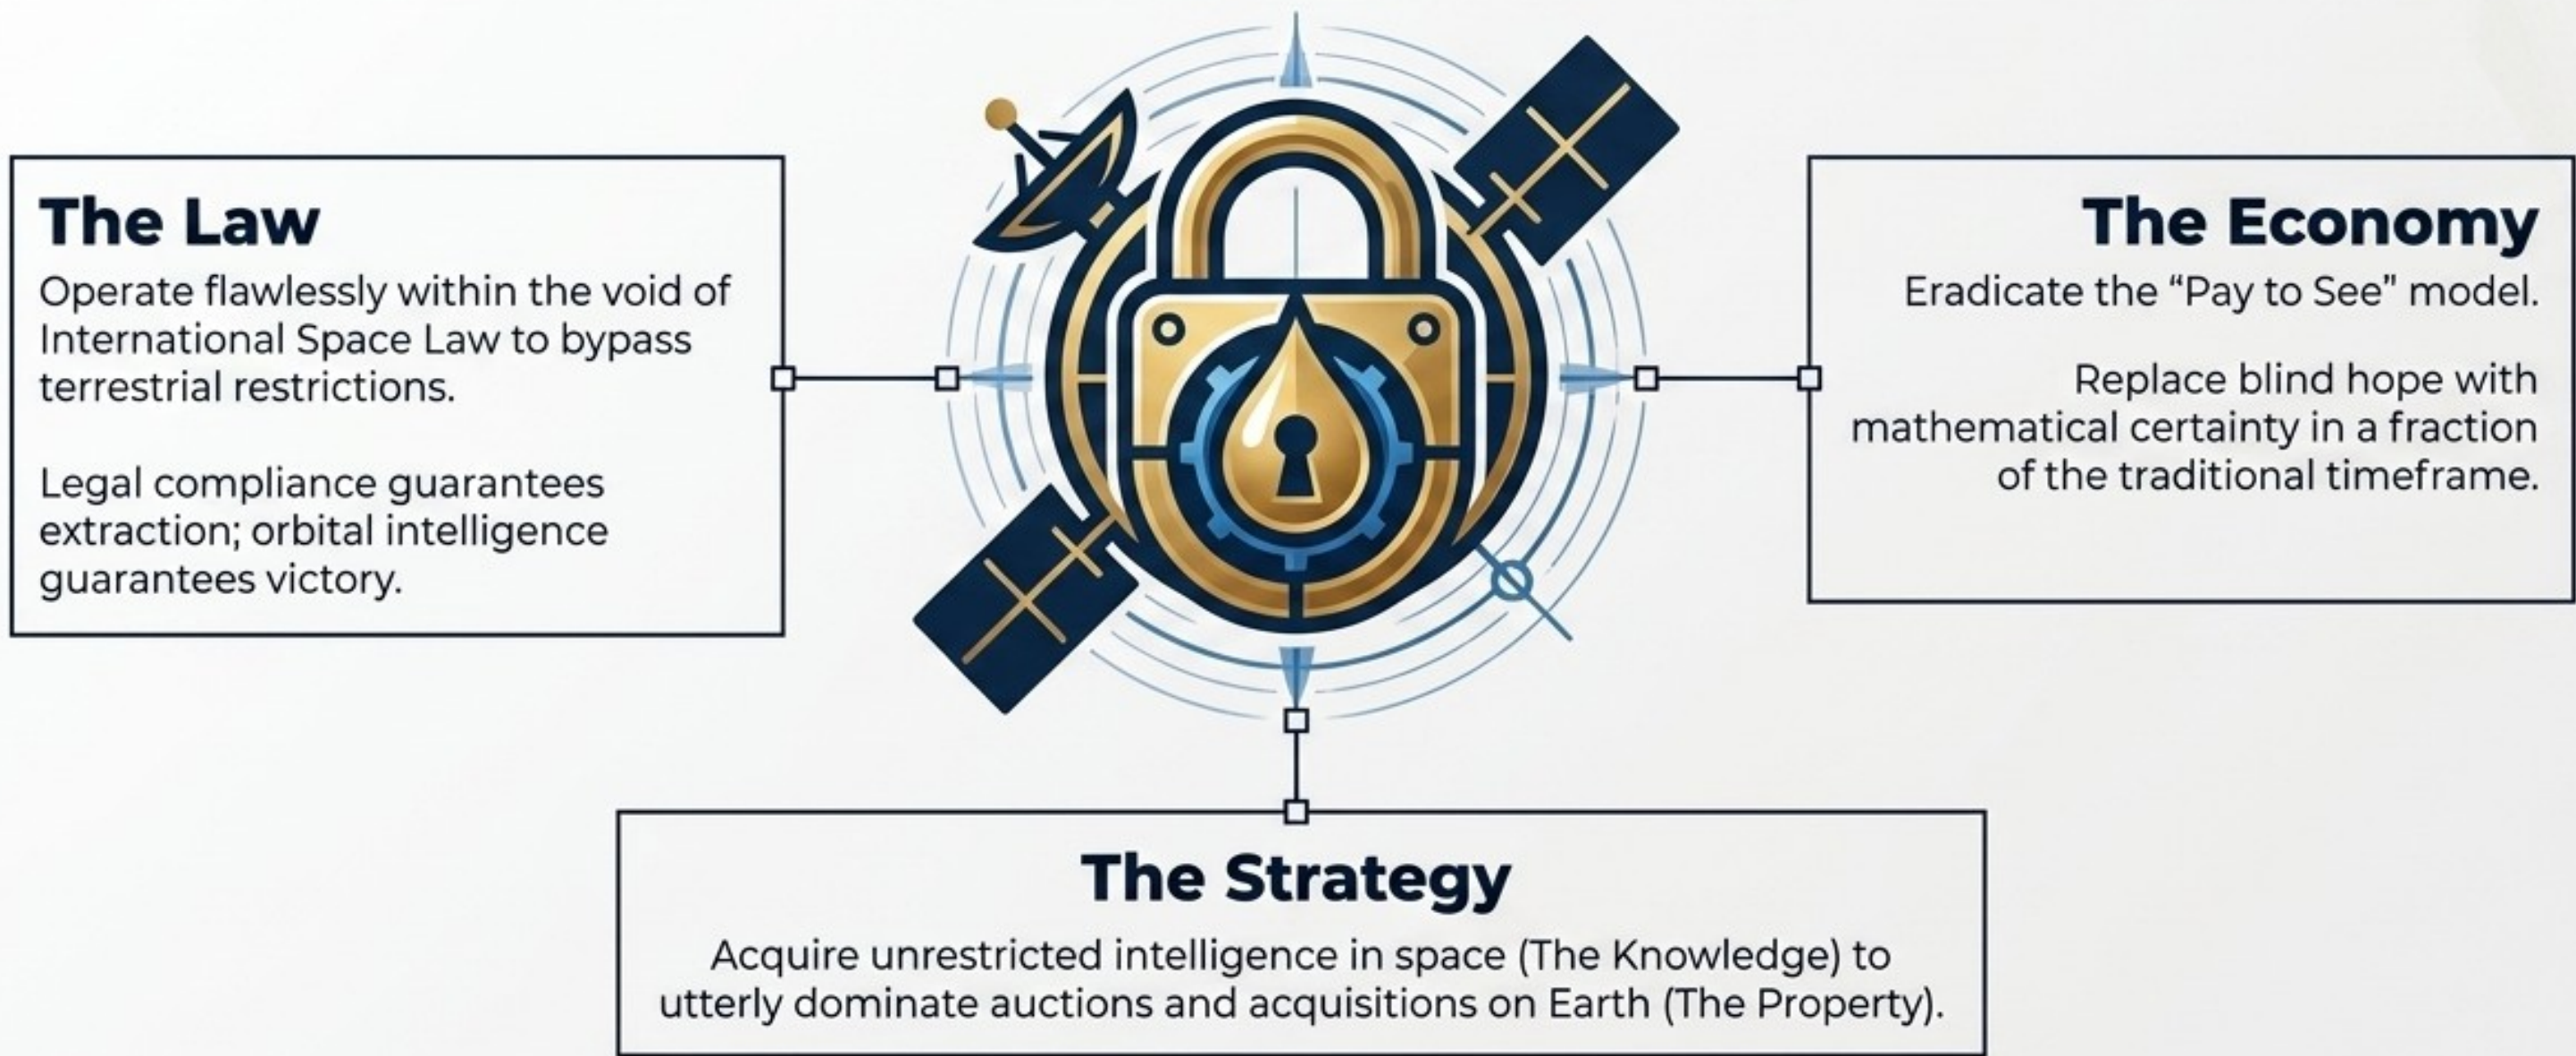 The Law
Operate flawlessly within the void of
International Space Law to bypass
terrestrial restrictions.
Legal compliance guarantees
extraction; orbital intelligence
guarantees victory.
The Economy
Eradicate the “Pay to See” model.
Replace blind hope with
mathematical certainty in a fraction
of the traditional timeframe.
The Strategy
Acquire unrestricted intelligence in space (The Knowledge) to
utterly dominate auctions and acquisitions on Earth (The Property).